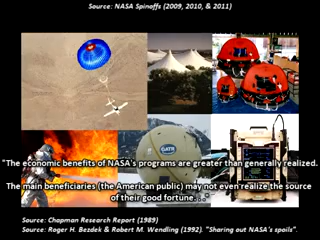 Source: NASA Spinoffs (2009, 2010, & 2011)
GATR
"The economic benefits of NASA's programs are greater than generally realized.
The main beneficiaries (the American public) may not even realize the source
of their good fortune. . ."
Source: Chapman Research Report (1989)
Source: Roger H. Bezdek & Robert M. Wendling (1992). "Sharing out NASA's spoils".